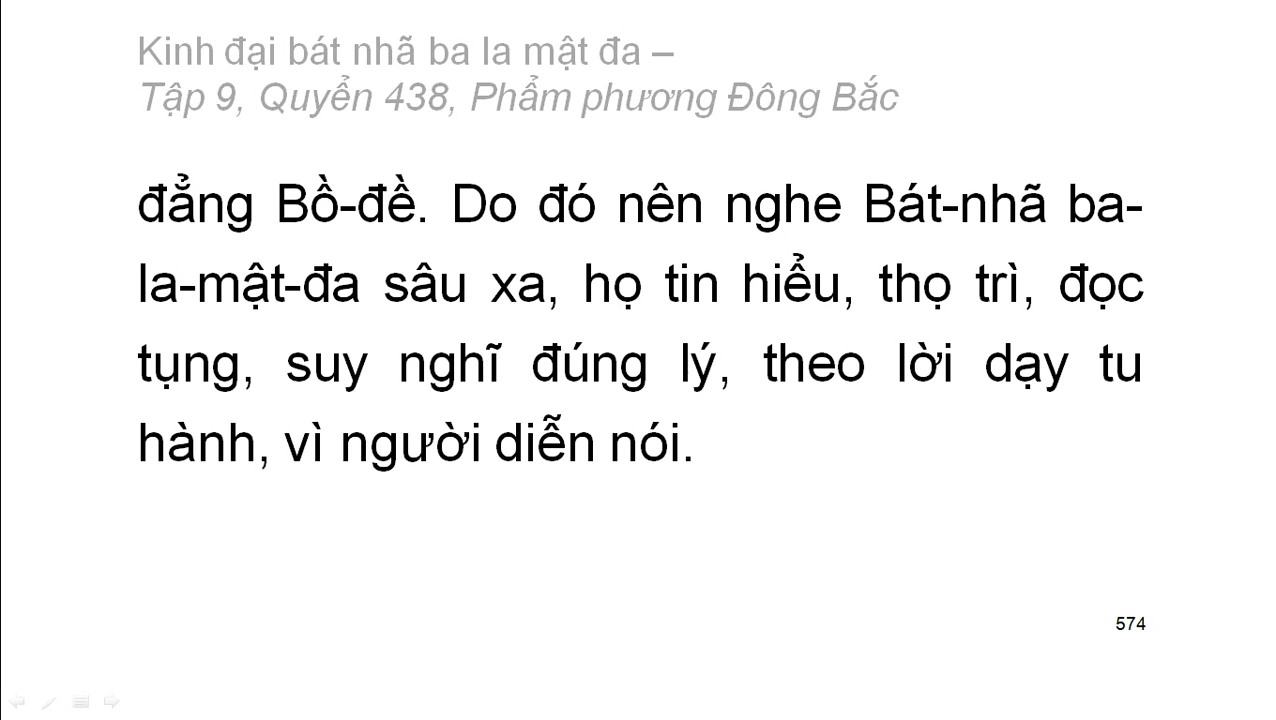 Kinh đại bát nhã ba la mật đa –
Tập 9, Quyển 438, Phẩm phương Đông Bắc
đẳng Bồ-đề. Do đó nên nghe Bát-nhã ba-
la-mật-đa sâu xa, họ tin hiểu, thọ trì, đọc
tụng, suy nghĩ đúng lý, theo lời dạy tu
hành, vì người diễn nói.
574